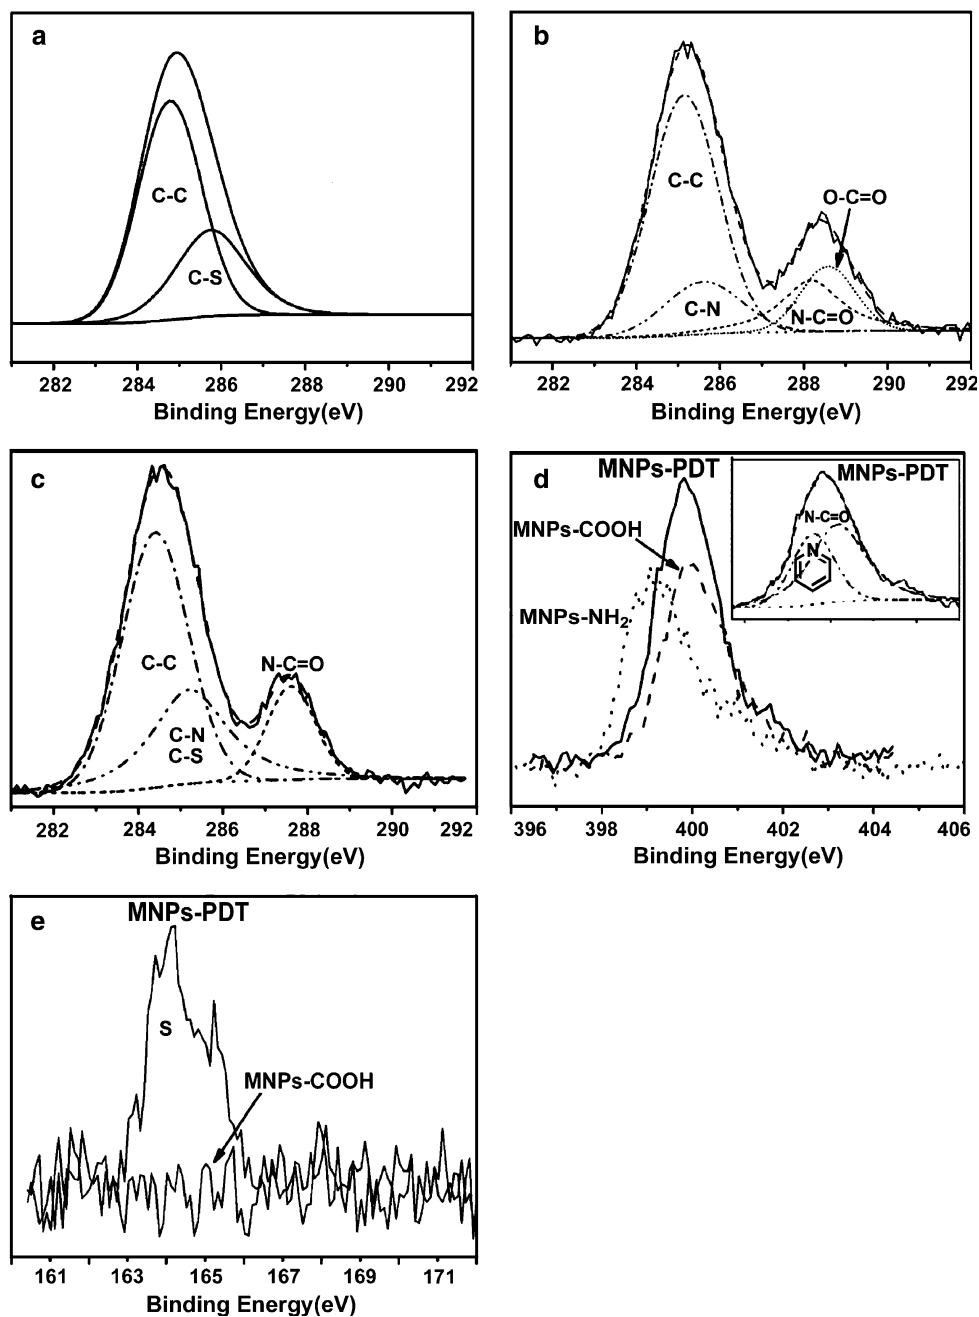 a
C-C
C-S
282 284 286 288 290 292
Binding Energy(eV)
b
C-C
O-C=O
C-N
N-C=O
282 284 286 288 290 292
Binding Energy(eV)
c
C-C
N-C=O
C-N
C-S
282 284 286 288 290 292
Binding Energy(eV)
d
MNPs-PDT
MNPs-COOH
MNPs-NH2
MNPs-PDT
N-C=O
N
396 398 400 402 404 406
Binding Energy(eV)
e
MNPs-PDT
S
MNPs-COOH
161 163 165 167 169 171
Binding Energy(eV)